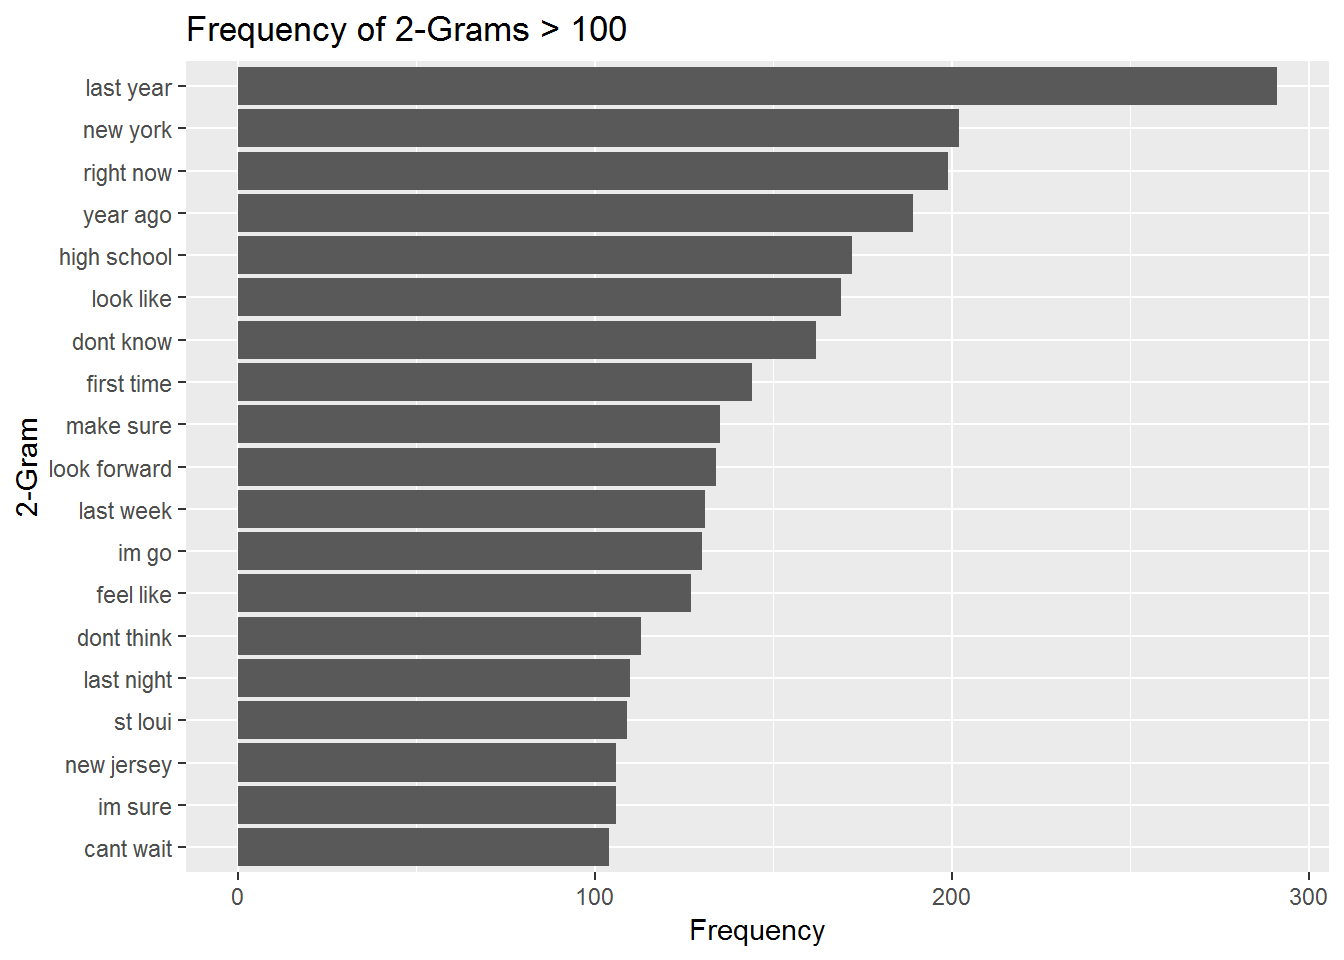 Frequency of 2-Grams > 100
2-Gram
last year
new york
right now
year ago
high school
look like
dont know
first time
make sure
look forward
last week
im go
feel like
dont think
last night
st loui
new jersey
im sure
cant wait
0 100 200 300
Frequency